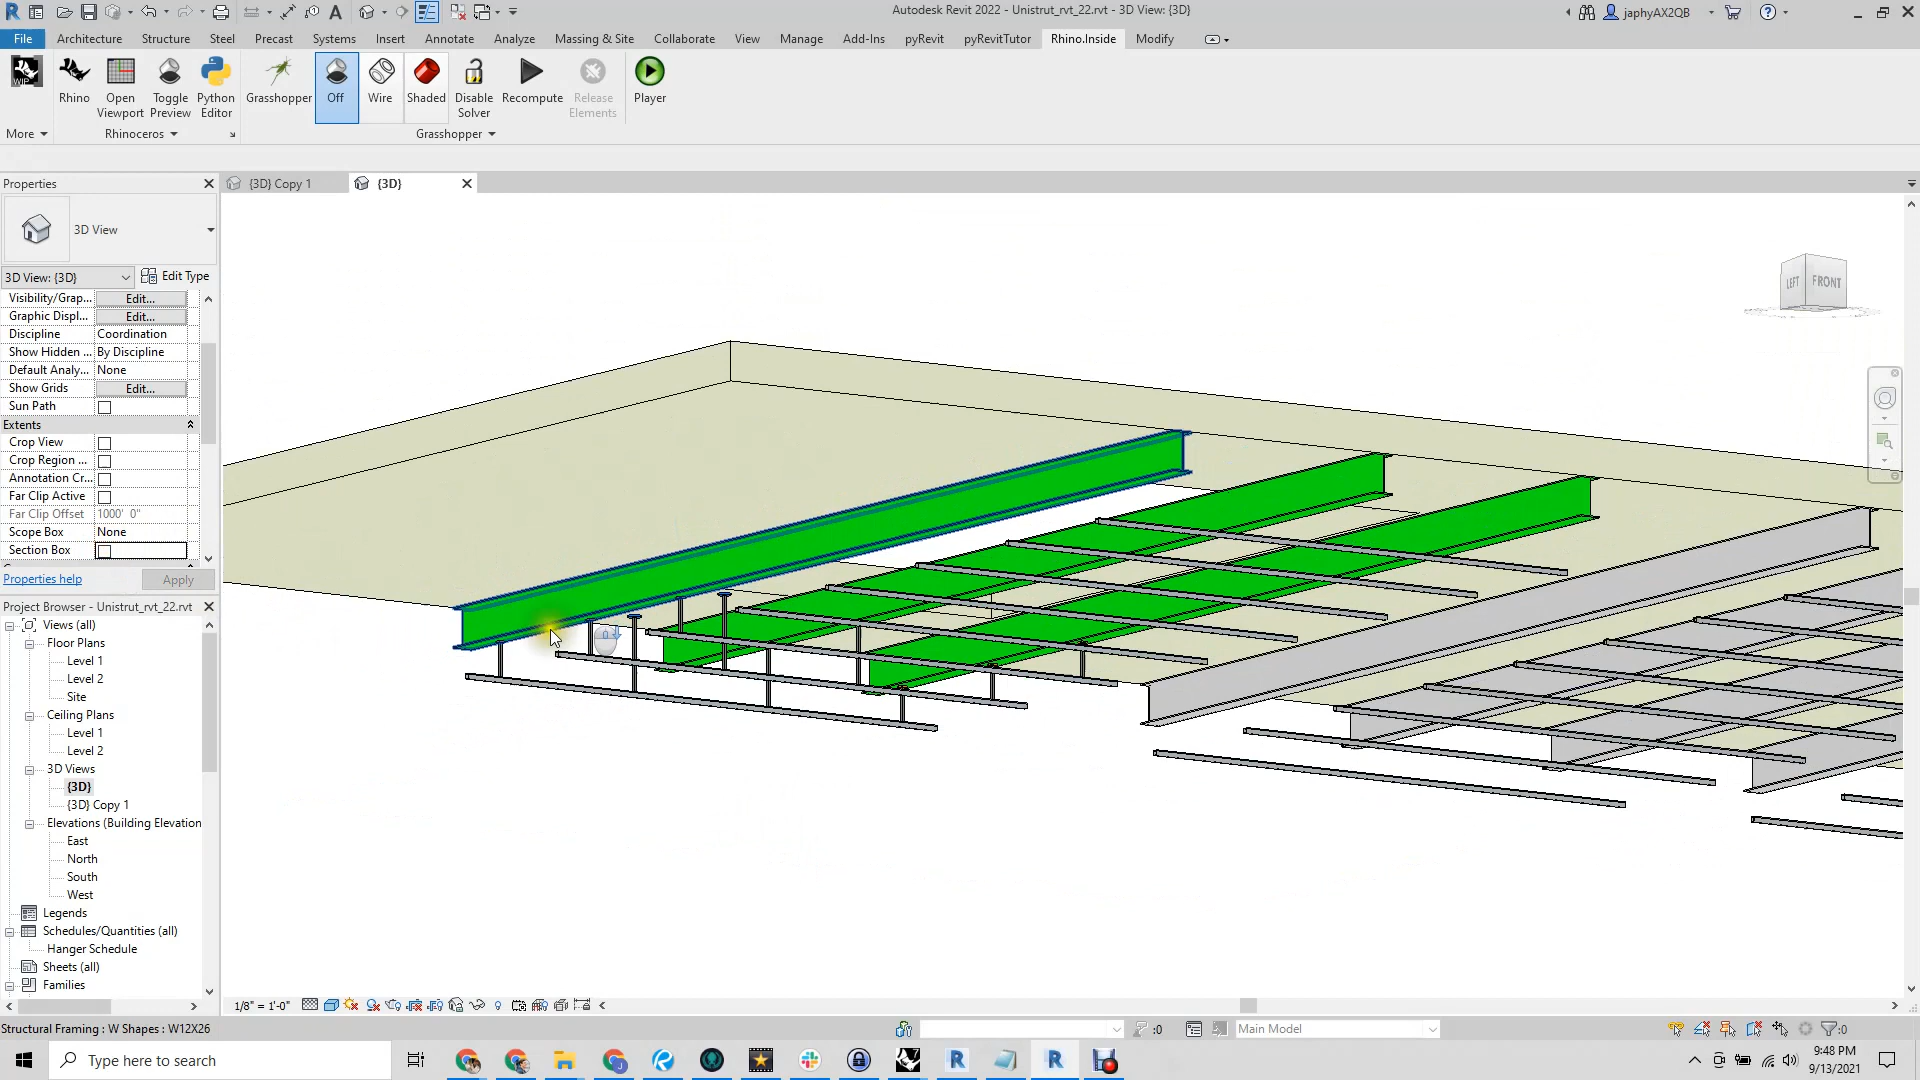 Autodesk Revit 2022 - Unistrut_rvt_22.rvt - 3D View: {3D}
japhyAX2QB
File
Architecture
Structure
Steel
Precast
Systems
Insert
Annotate
Analyze
Massing & Site
Collaborate
View
Manage
Add-Ins
pyRevit
pyRevitTutor
Rhino.Inside
Modify
WIP
Rhino
Open Viewport
Toggle Preview
Python Editor
Grasshopper
Off
Wire
Shaded
Disable Solver
Recompute
Release Elements
Player
More
Rhinoceros
Grasshopper
Properties
{3D} Copy 1
{3D}
3D View
3D View: {3D}
Edit Type
Visibility/Grap... Edit...
Graphic Displ... Edit...
Discipline Coordination
Show Hidden ... By Discipline
Default Analy... None
Show Grids Edit...
Sun Path
Extents
Crop View
Crop Region ...
Annotation Cr...
Far Clip Active
Far Clip Offset 1000' 0"
Scope Box None
Section Box
Properties help
Apply
LEFT
FRONT
Project Browser - Unistrut_rvt_22.rvt
Views (all)
Floor Plans
Level 1
Level 2
Site
Ceiling Plans
Level 1
Level 2
3D Views
{3D}
{3D} Copy 1
Elevations (Building Elevation
East
North
South
West
Legends
Schedules/Quantities (all)
Hanger Schedule
Sheets (all)
Families
1/8" = 1'-0"
Structural Framing : W Shapes : W12X26
:0
Main Model
:0
Type here to search
9:48 PM
9/13/2021